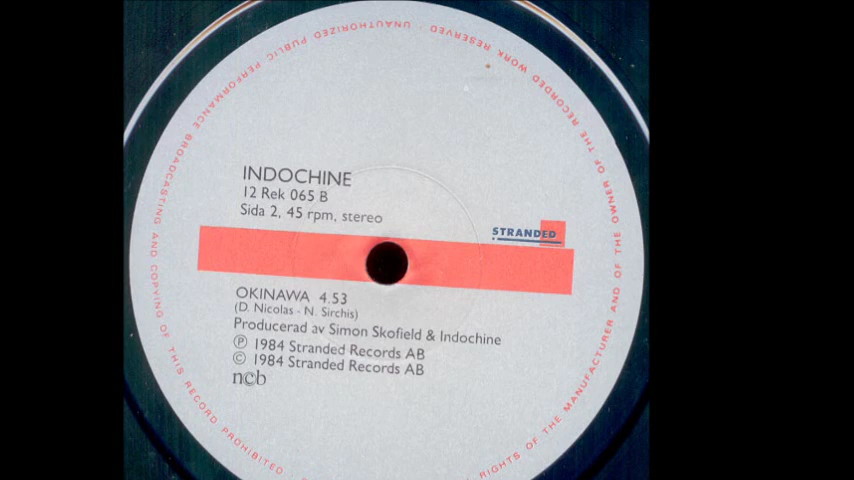 INDOCHINE
12 Rek 065 B
Sida 2, 45 rpm, stereo
STRANDED
OKINAWA 4.53
(D. Nicolas - N. Sirchis)
Producerad av Simon Skofield & Indochine
Ⓟ 1984 Stranded Records AB
© 1984 Stranded Records AB
ncb
RIGHTS OF THE MANUFACTURER AND OF THE OWNER OF THE RECORDED WORK RESERVED · UNAUTHORIZED PUBLIC PERFORMANCE BROADCASTING AND COPYING OF THIS RECORD PROHIBITED ·